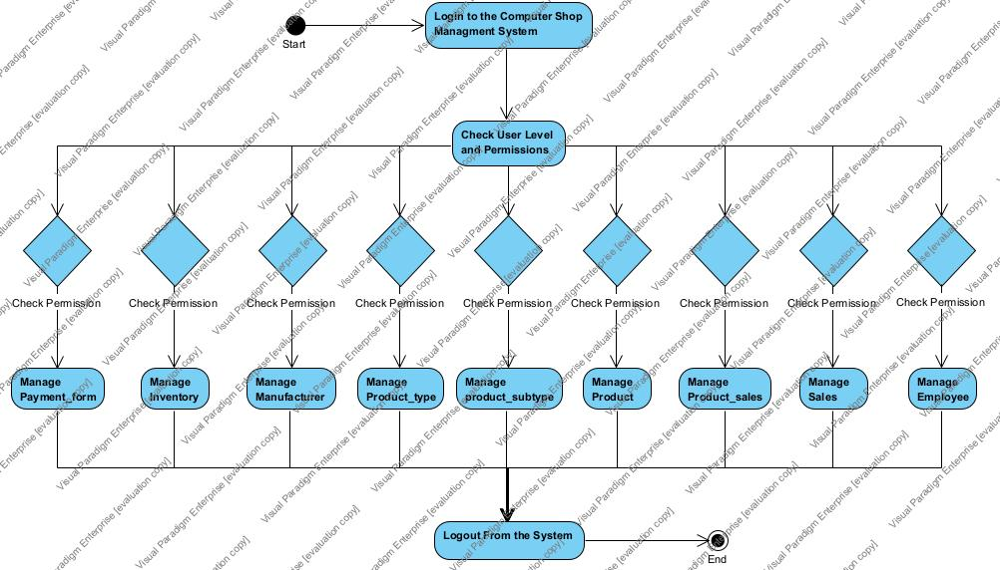 Login to the Computer Shop
Managment System
Start
Check User Level
and Permissions
Check Permission
Check Permission
Check Permission
Check Permission
Check Permission
Check Permission
Check Permission
Check Permission
Check Permission
Manage
Payment_form
Manage
Inventory
Manage
Manufacturer
Manage
Product_type
Manage
product_subtype
Manage
Product
Manage
Product_sales
Manage
Sales
Manage
Employee
Logout From the System
End
Visual Paradigm Enterprise [evaluation copy]